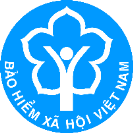 BẢO HIỂM XÃ HỘI VIỆT NAM